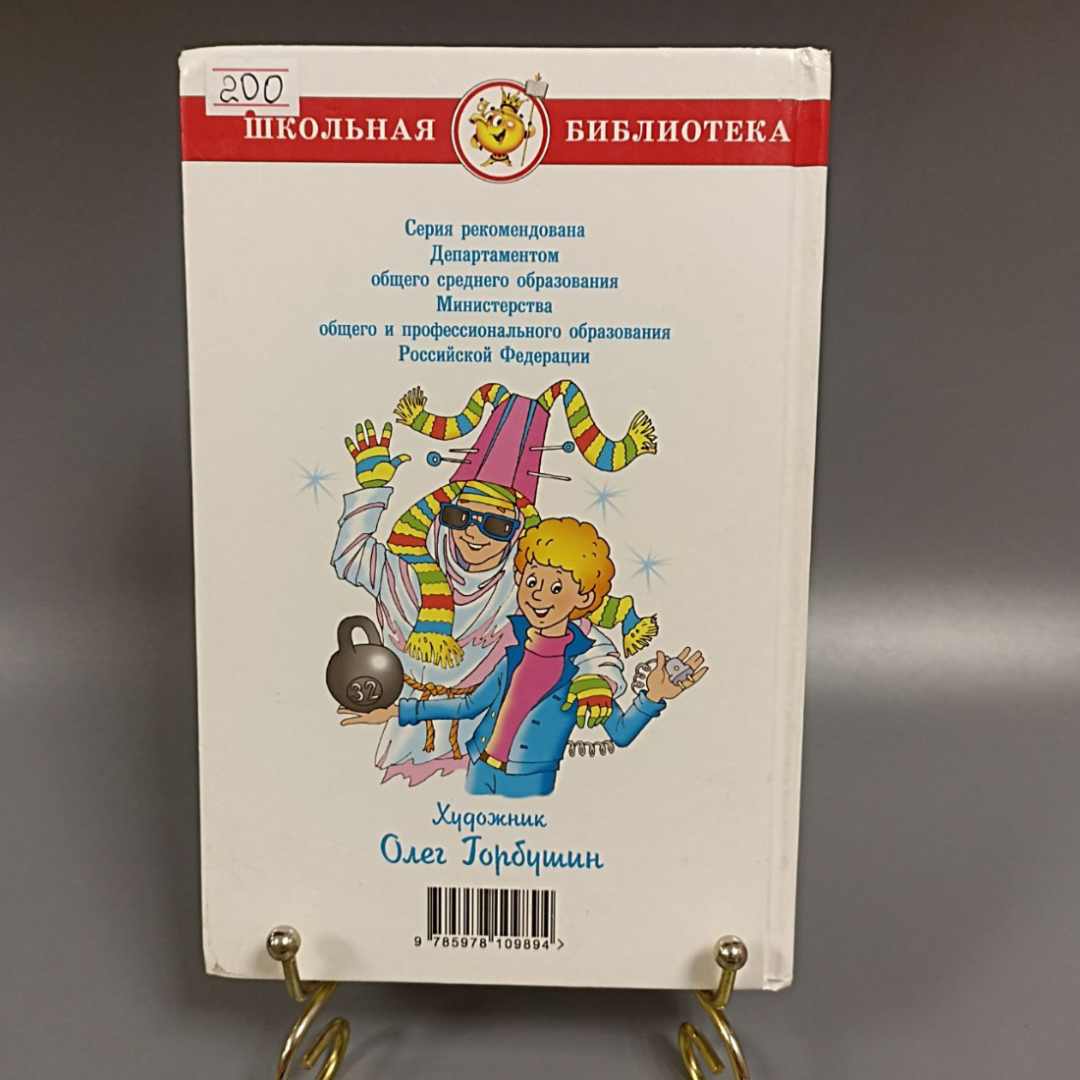 200
ШКОЛЬНАЯ БИБЛИОТЕКА
Серия рекомендована
Департаментом
общего среднего образования
Министерства
общего и профессионального образования
Российской Федерации
32
Художник
Олег Горбушин
9 785978 109894 >